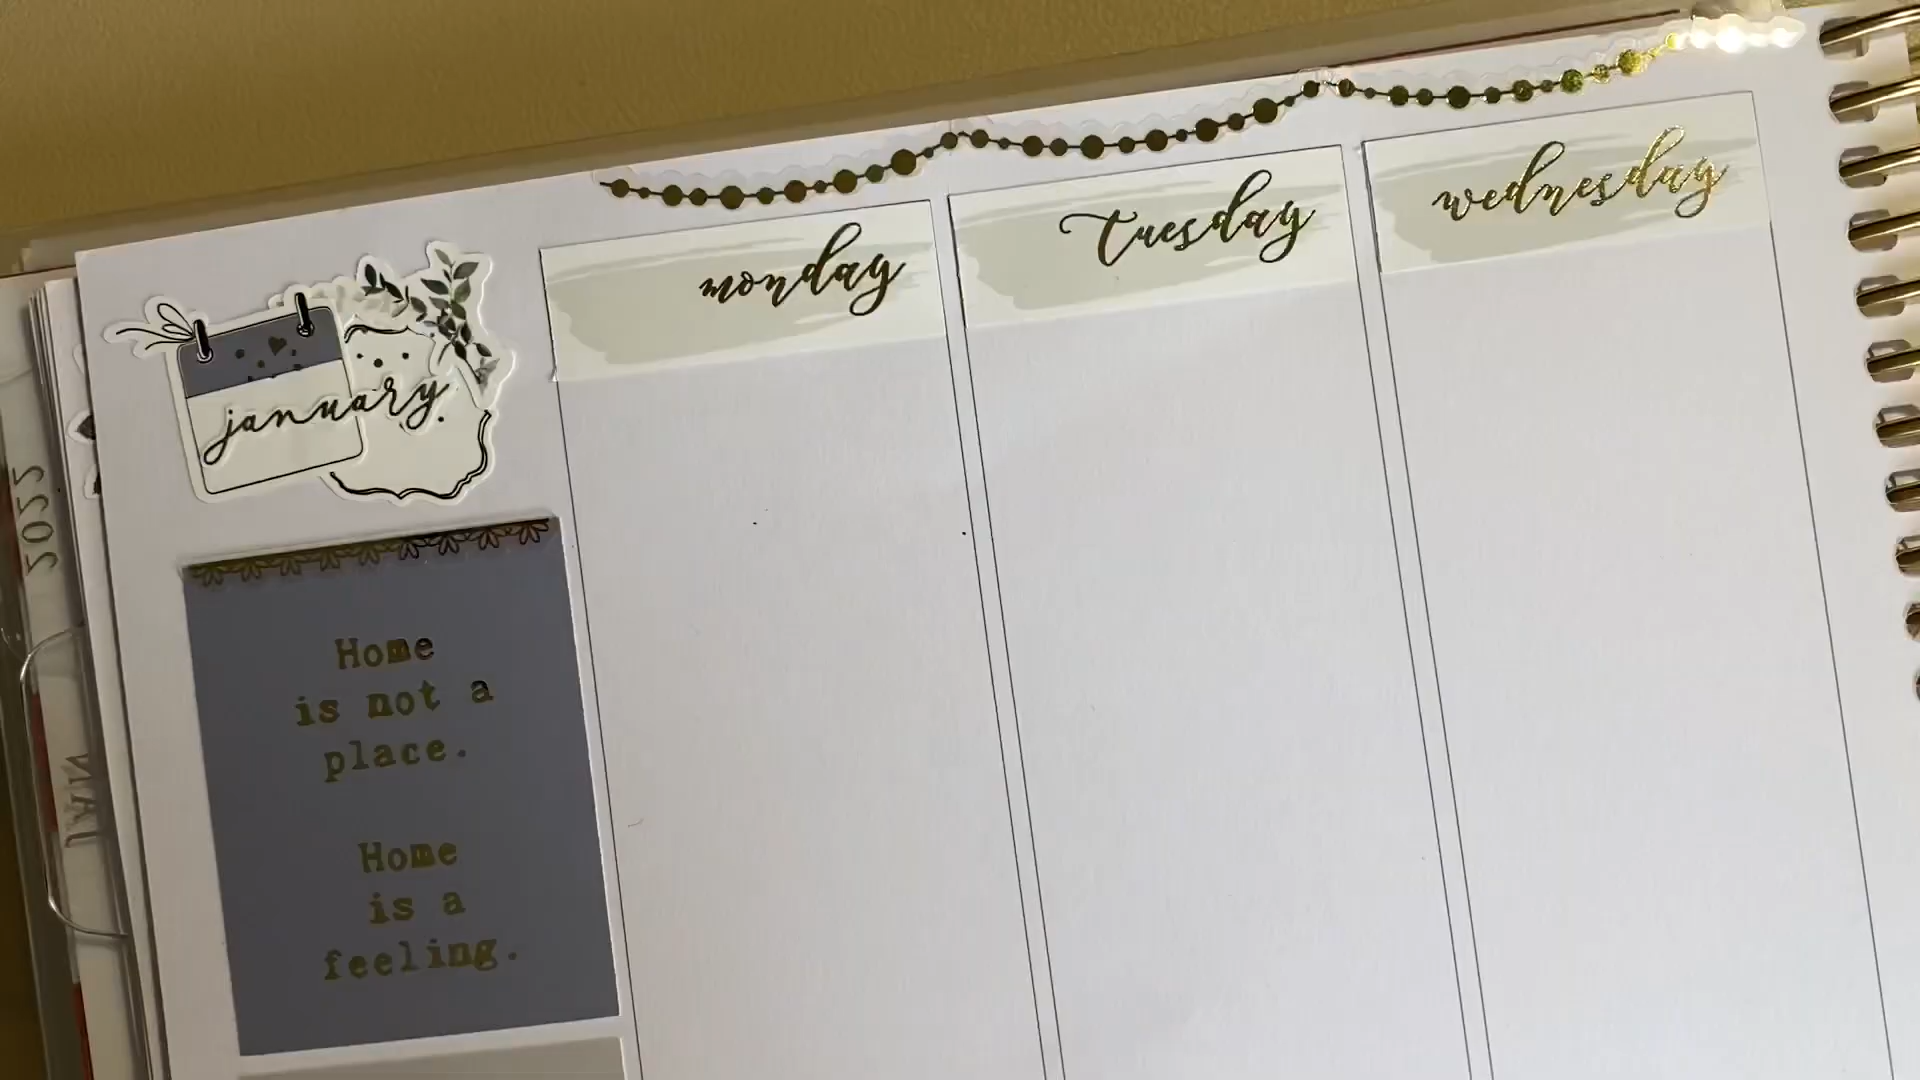 january
monday
tuesday
wednesday
Home
is not a
place.
Home
is a
feeling.
2022
JAN